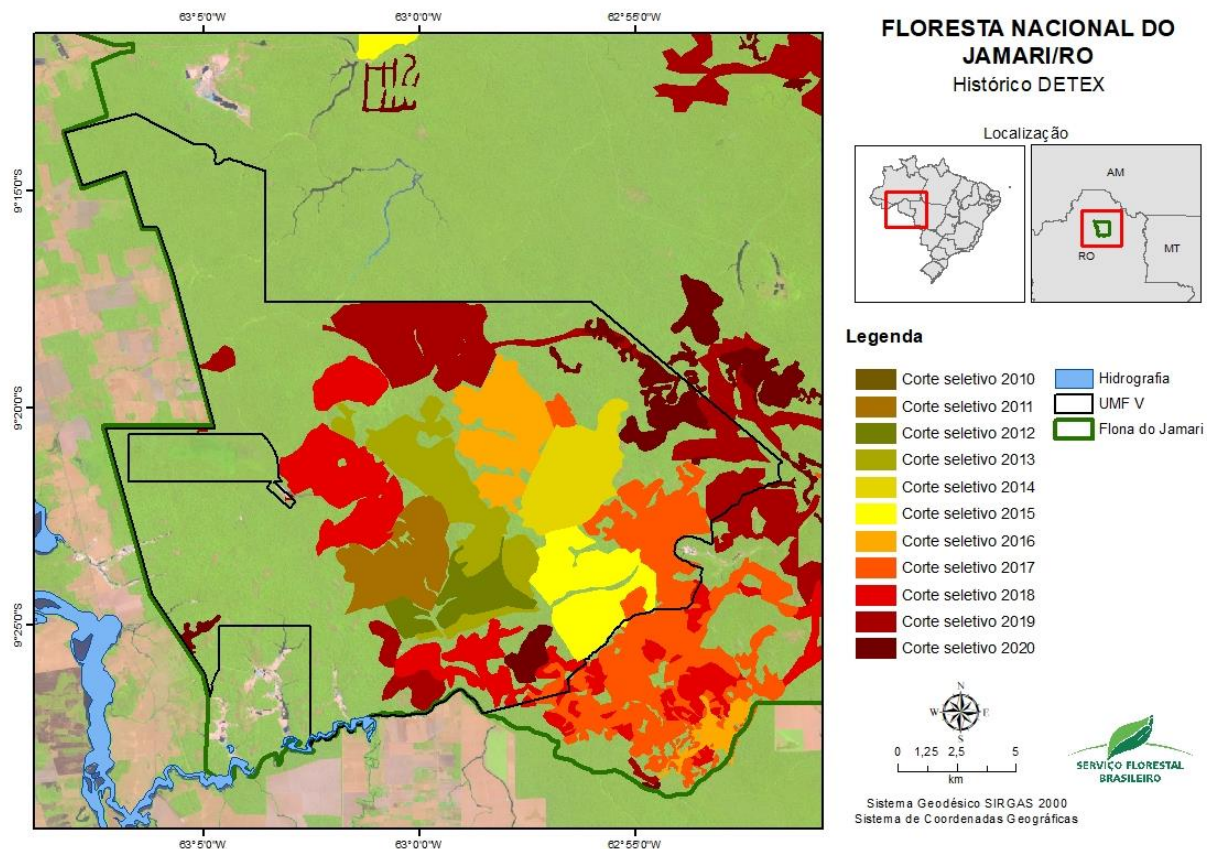 63°5'0"W 63°0'0"W 62°55'0"W
9°15'0"S
9°20'0"S
9°25'0"S
63°5'0"W 63°0'0"W 62°55'0"W
FLORESTA NACIONAL DO
JAMARI/RO
Histórico DETEX
Localização
AM
MT
RO
Legenda
Corte seletivo 2010
Corte seletivo 2011
Corte seletivo 2012
Corte seletivo 2013
Corte seletivo 2014
Corte seletivo 2015
Corte seletivo 2016
Corte seletivo 2017
Corte seletivo 2018
Corte seletivo 2019
Corte seletivo 2020
Hidrografia
UMF V
Flona do Jamari
N
W E
S
0 1,25 2,5 5
km
SERVIÇO FLORESTAL
BRASILEIRO
Sistema Geodésico SIRGAS 2000
Sistema de Coordenadas Geográficas